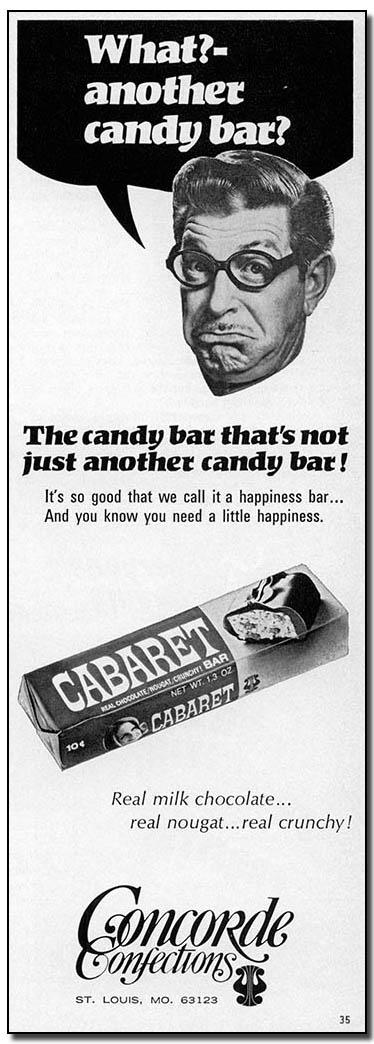 What?-
another
candy bar?
The candy bar that's not
just another candy bar!
It's so good that we call it a happiness bar...
And you know you need a little happiness.
CABARET
REAL CHOCOLATE/NOUGAT/CRUNCHY! BAR
NET WT. 1.3 OZ.
10¢
CABARET
Real milk chocolate...
real nougat...real crunchy!
Concorde
Confections
ST. LOUIS, MO. 63123
35